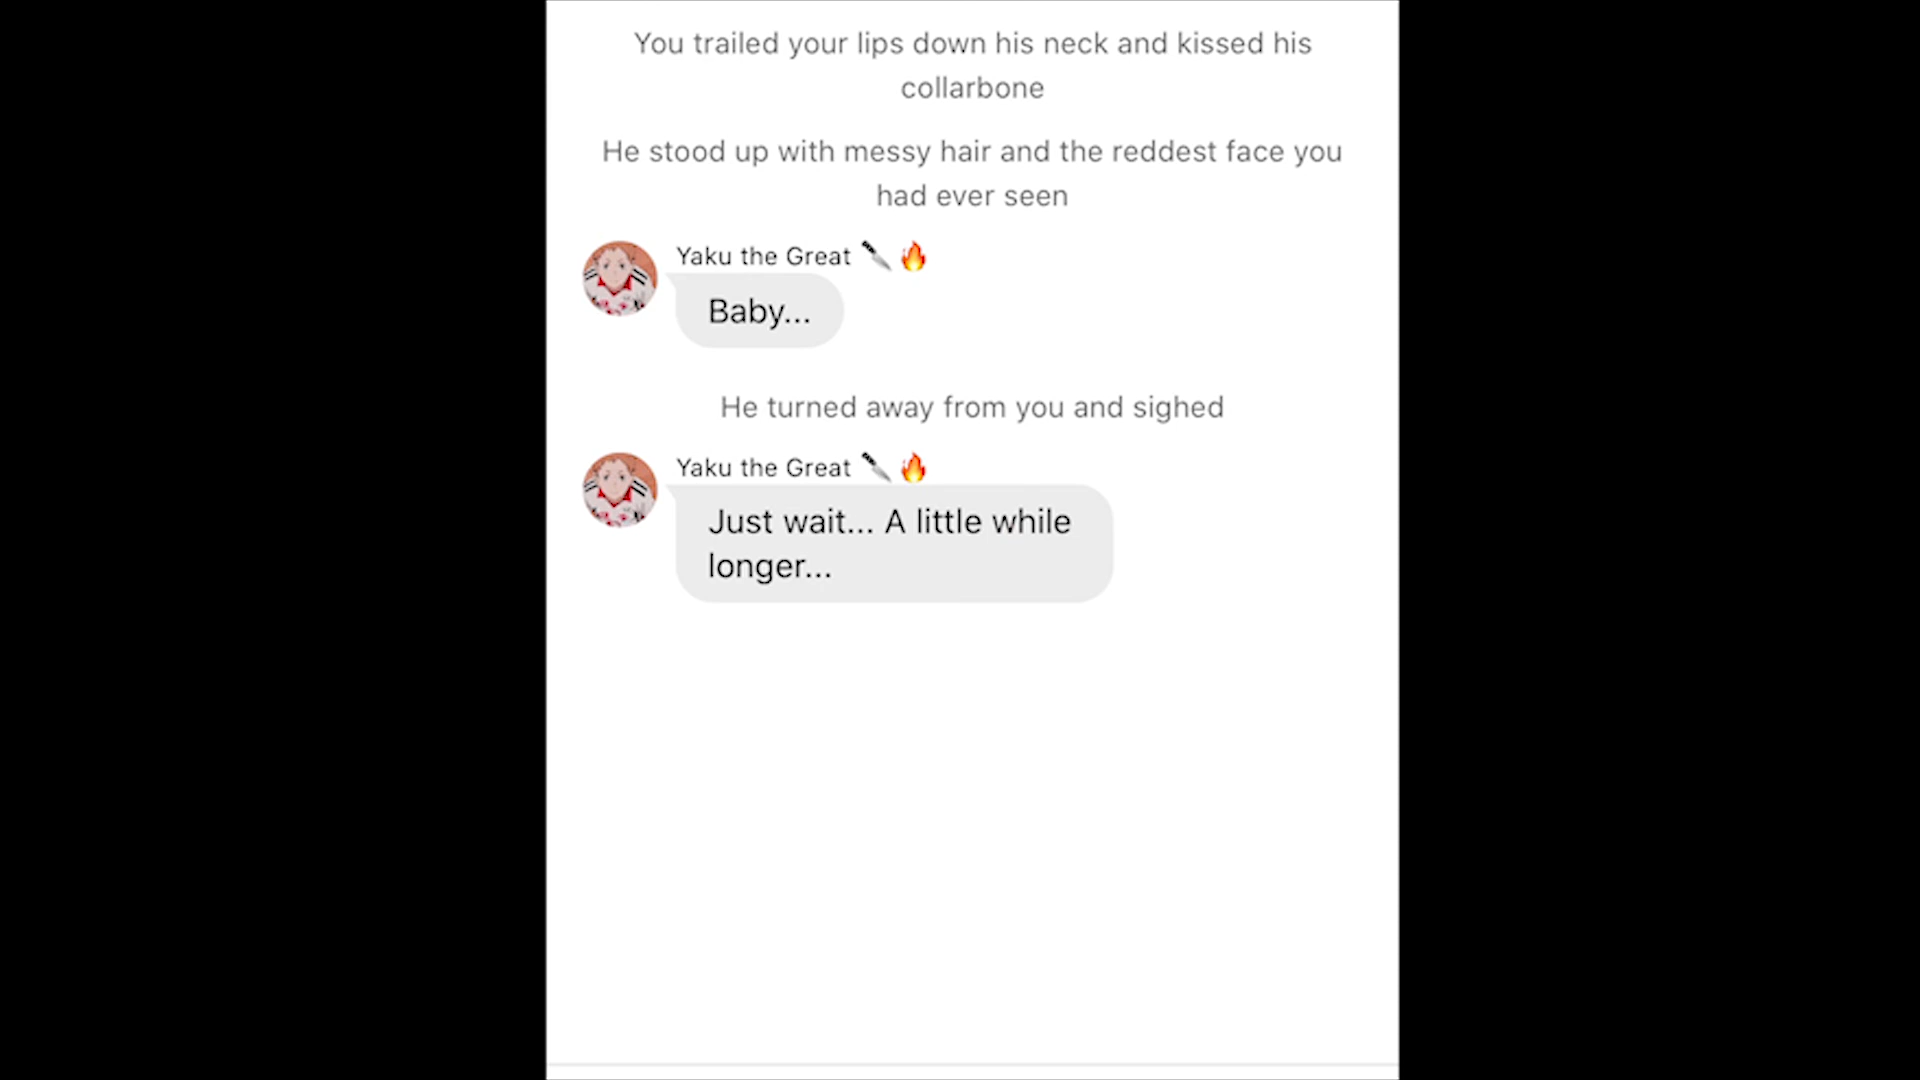 You trailed your lips down his neck and kissed his
collarbone
He stood up with messy hair and the reddest face you
had ever seen
Yaku the Great 🔪🔥
Baby...
He turned away from you and sighed
Yaku the Great 🔪🔥
Just wait... A little while
longer...